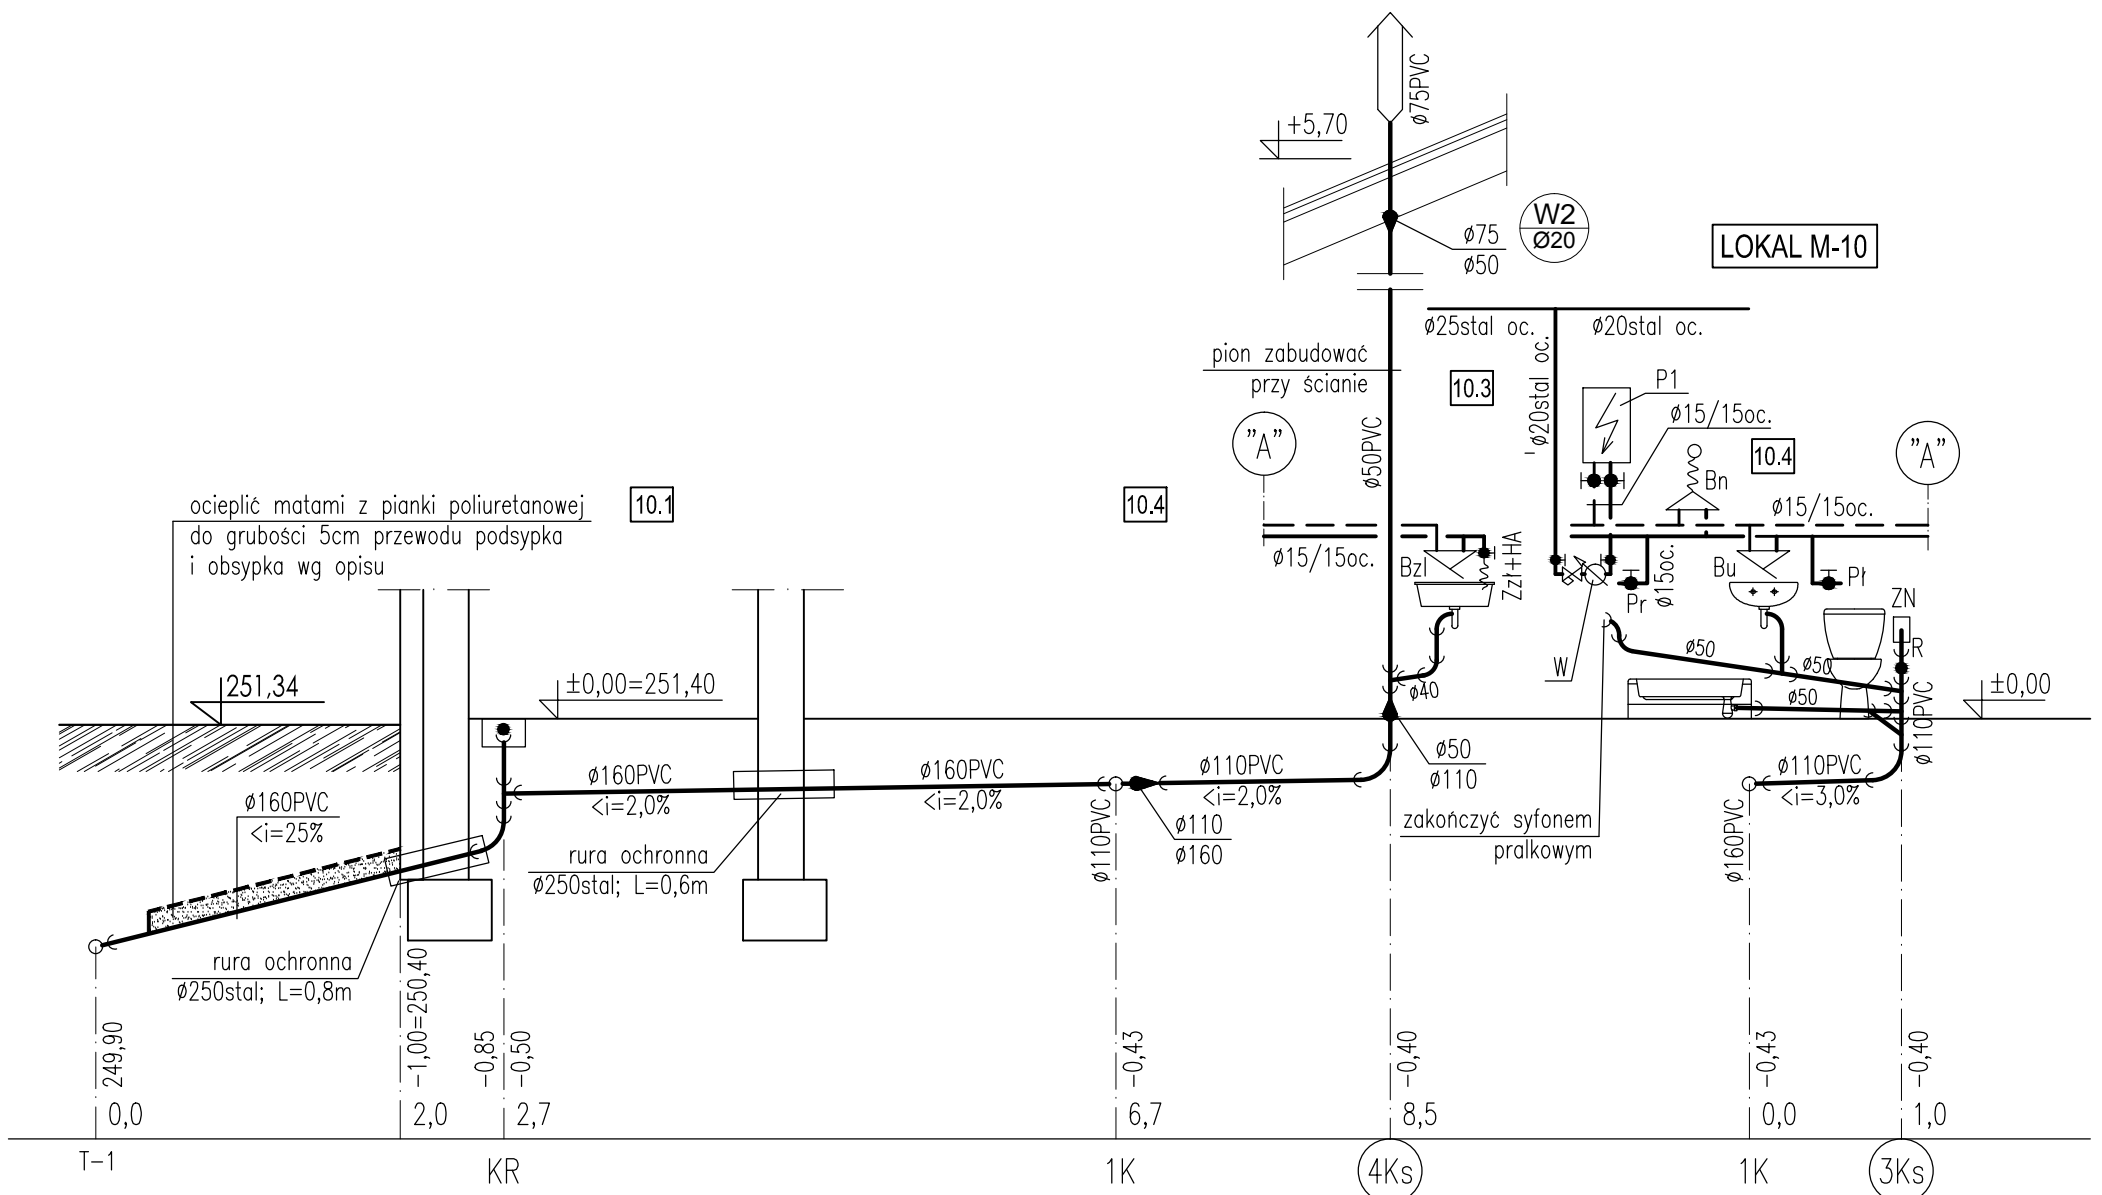 ø75PVC
+5,70
W2
Ø20
ø75
ø50
LOKAL M-10
ø25stal oc.
ø20stal oc.
pion zabudować
przy ścianie
10.3
ø20stal oc.
P1
ø15/15oc.
"A"
ø50PVC
10.4
"A"
Bn
ocieplić matami z pianki poliuretanowej
do grubości 5cm przewodu podsypka
i obsypka wg opisu
10.1
10.4
ø15/15oc.
ø15/15oc.
Bzl
Zzł+HA
Pr
ø15oc.
Bu
Pł
ZN
R
W
ø50
ø50
ø50
ø40
251,34
±0,00=251,40
±0,00
ø110PVC
ø50
ø110
ø160PVC
<i=2,0%
ø160PVC
<i=2,0%
ø110PVC
<i=2,0%
ø110PVC
<i=3,0%
ø160PVC
<i=25%
ø110PVC
ø110
ø160
zakończyć syfonem
pralkowym
ø160PVC
rura ochronna
ø250stal; L=0,6m
rura ochronna
ø250stal; L=0,8m
249,90
-1,00=250,40
-0,85
-0,50
-0,43
-0,40
-0,43
-0,40
0,0
2,0
2,7
6,7
8,5
0,0
1,0
T-1
KR
1K
4Ks
1K
3Ks